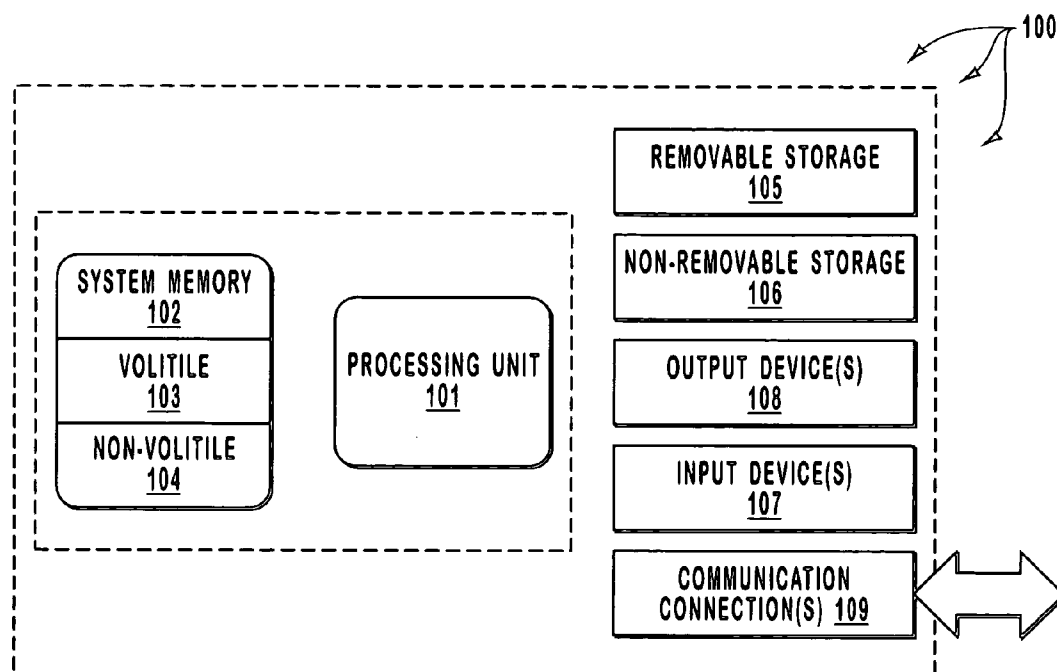 100
REMOVABLE STORAGE
105
NON-REMOVABLE STORAGE
106
OUTPUT DEVICE(S)
108
INPUT DEVICE(S)
107
COMMUNICATION
CONNECTION(S) 109
SYSTEM MEMORY
102
VOLITILE
103
NON-VOLITILE
104
PROCESSING UNIT
101